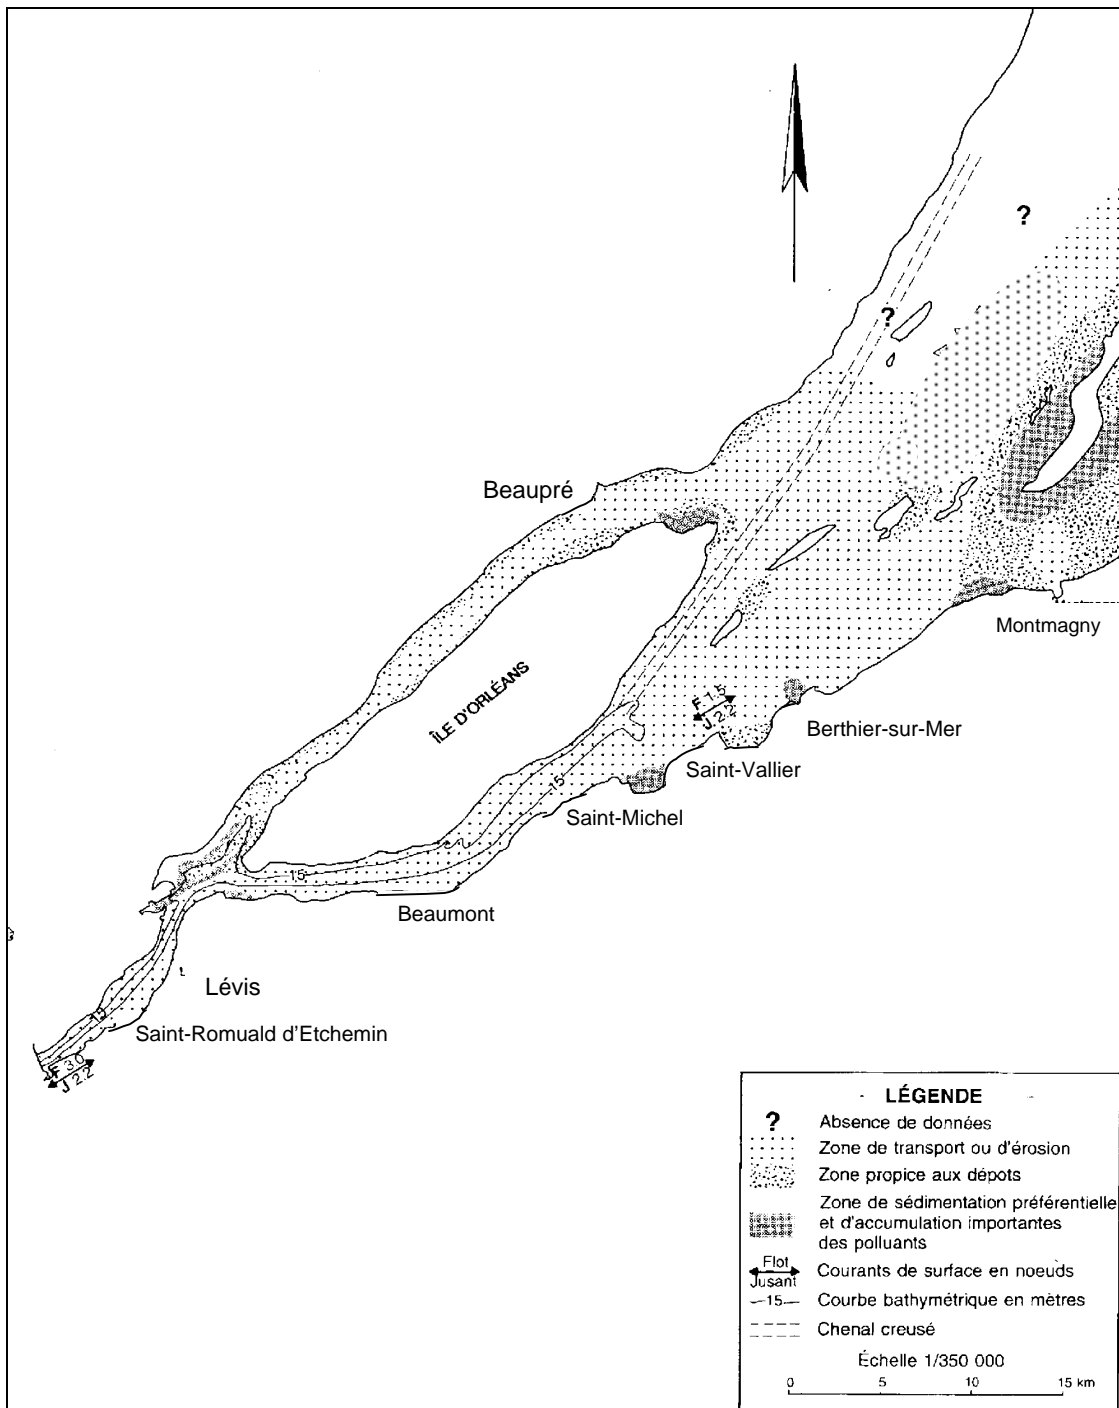 ?
?
Beaupré
Montmagny
ÎLE D'ORLÉANS
F 1.5
J 2.2
Berthier-sur-Mer
Saint-Vallier
15
Saint-Michel
15
Beaumont
Lévis
Saint-Romuald d'Etchemin
F 3.0
J 2.2
LÉGENDE
? Absence de données
Zone de transport ou d'érosion
Zone propice aux dépots
Zone de sédimentation préférentielle
et d'accumulation importantes
des polluants
Flot
Jusant
Courants de surface en noeuds
15 Courbe bathymétrique en mètres
Chenal creusé
Échelle 1/350 000
0 5 10 15 km